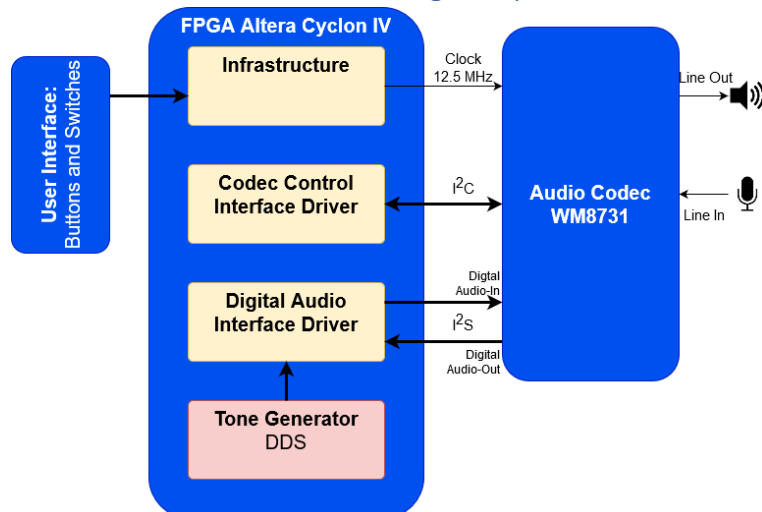 FPGA Altera Cyclon IV
User Interface:
Buttons and Switches
Infrastructure
Clock
12.5 MHz
Line Out
Codec Control
Interface Driver
I²C
Audio Codec
WM8731
Line In
Digtal
Audio-In
Digital Audio
Interface Driver
I²S
Digital
Audio-Out
Tone Generator
DDS